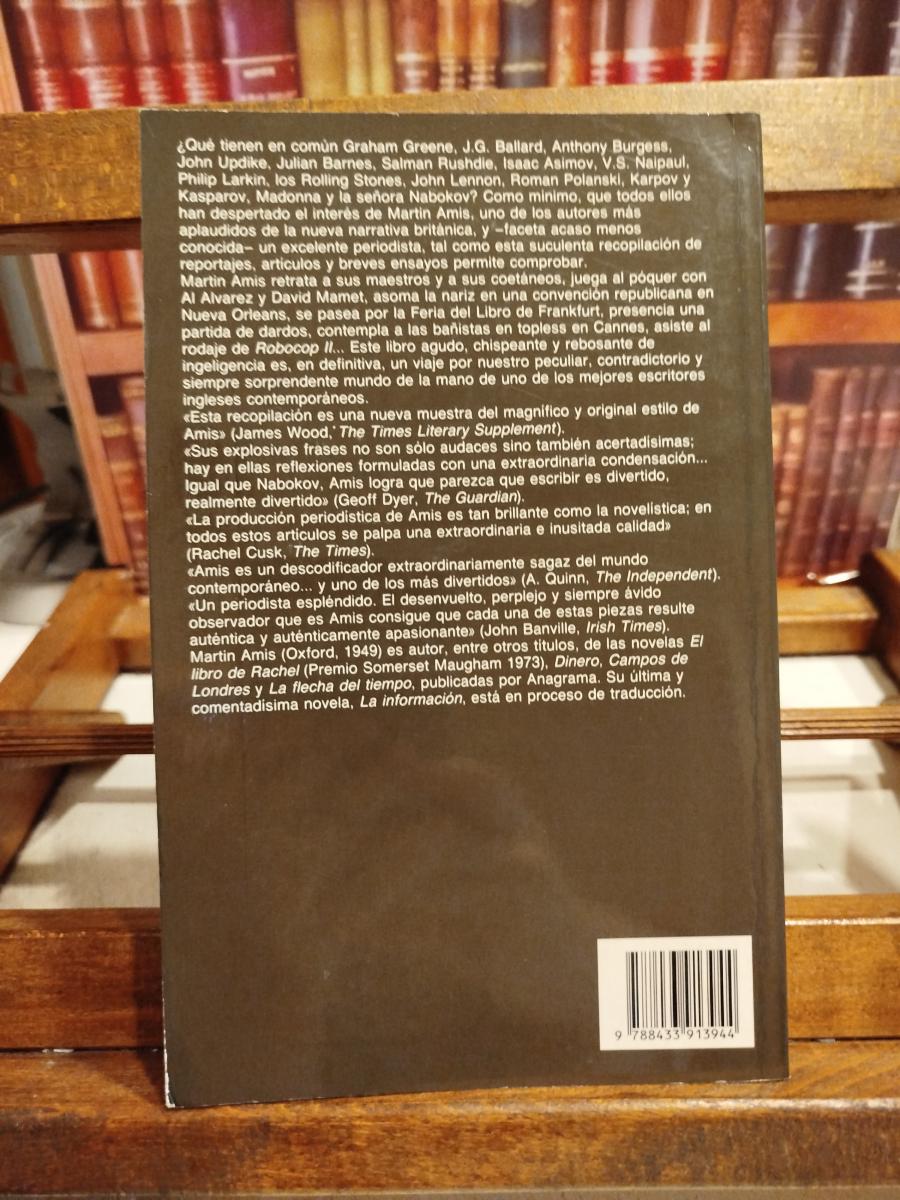 ¿Qué tienen en común Graham Greene, J.G. Ballard, Anthony Burgess,
John Updike, Julian Barnes, Salman Rushdie, Isaac Asimov, V.S. Naipaul,
Philip Larkin, los Rolling Stones, John Lennon, Roman Polanski, Karpov y
Kasparov, Madonna y la señora Nabokov? Como mínimo, que todos ellos
han despertado el interés de Martin Amis, uno de los autores más
aplaudidos de la nueva narrativa británica, y –faceta acaso menos
conocida– un excelente periodista, tal como esta suculenta recopilación de
reportajes, artículos y breves ensayos permite comprobar.
Martin Amis retrata a sus maestros y a sus coetáneos, juega al póquer con
Al Alvarez y David Mamet, asoma la nariz en una convención republicana en
Nueva Orleans, se pasea por la Feria del Libro de Frankfurt, presencia una
partida de dardos, contempla a las bañistas en topless en Cannes, asiste al
rodaje de Robocop II... Este libro agudo, chispeante y rebosante de
ingeligencia es, en definitiva, un viaje por nuestro peculiar, contradictorio y
siempre sorprendente mundo de la mano de uno de los mejores escritores
ingleses contemporáneos.
«Esta recopilación es una nueva muestra del magnífico y original estilo de
Amis» (James Wood, The Times Literary Supplement).
«Sus explosivas frases no son sólo audaces sino también acertadísimas;
hay en ellas reflexiones formuladas con una extraordinaria condensación...
Igual que Nabokov, Amis logra que parezca que escribir es divertido,
realmente divertido» (Geoff Dyer, The Guardian).
«La producción periodística de Amis es tan brillante como la novelística; en
todos estos artículos se palpa una extraordinaria e inusitada calidad»
(Rachel Cusk, The Times).
«Amis es un descodificador extraordinariamente sagaz del mundo
contemporáneo... y uno de los más divertidos» (A. Quinn, The Independent).
«Un periodista espléndido. El desenvuelto, perplejo y siempre ávido
observador que es Amis consigue que cada una de estas piezas resulte
auténtica y auténticamente apasionante» (John Banville, Irish Times).
Martin Amis (Oxford, 1949) es autor, entre otros títulos, de las novelas El
libro de Rachel (Premio Somerset Maugham 1973), Dinero, Campos de
Londres y La flecha del tiempo, publicadas por Anagrama. Su última y
comentadísima novela, La información, está en proceso de traducción.
9 788433 913944